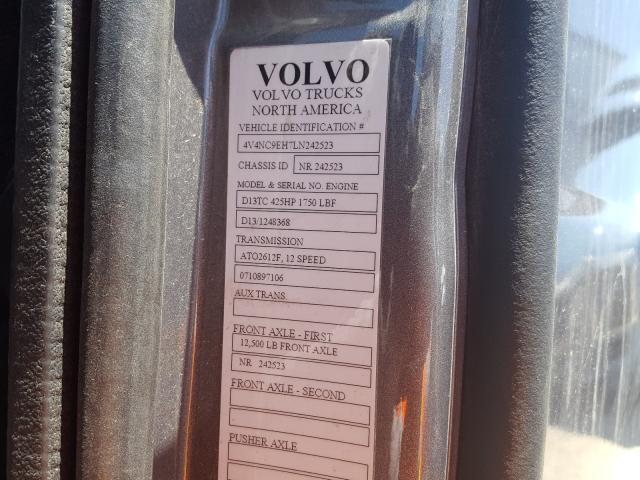 VOLVO
VOLVO TRUCKS
NORTH AMERICA
VEHICLE IDENTIFICATION #
4V4NC9EH7LN242523
CHASSIS ID NR 242523
MODEL & SERIAL NO. ENGINE
D13TC 425HP 1750 LBF
D13/1248368
TRANSMISSION
ATO2612F, 12 SPEED
0710897106
AUX TRANS.
FRONT AXLE - FIRST
12,500 LB FRONT AXLE
NR 242523
FRONT AXLE - SECOND
PUSHER AXLE